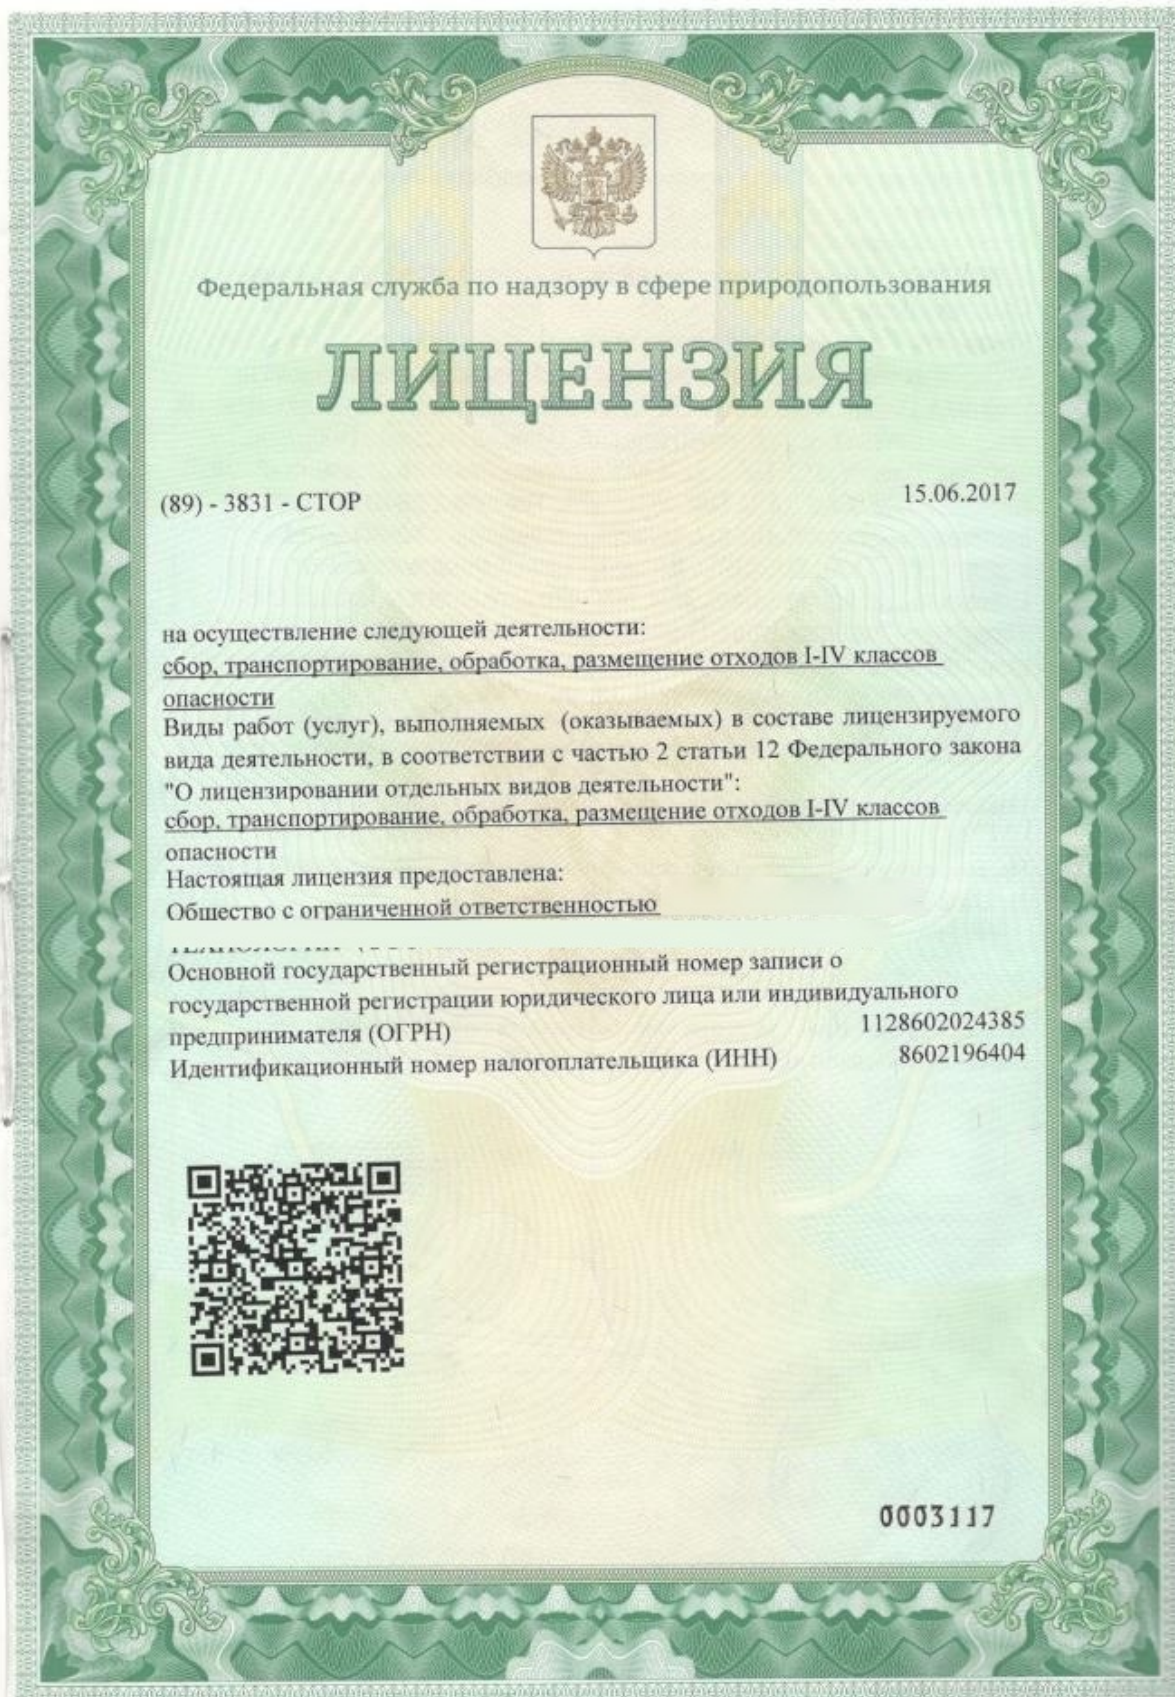 Федеральная служба по надзору в сфере природопользования
ЛИЦЕНЗИЯ
(89) - 3831 - СТОР 15.06.2017
на осуществление следующей деятельности:
сбор, транспортирование, обработка, размещение отходов I-IV классов
опасности
Виды работ (услуг), выполняемых (оказываемых) в составе лицензируемого
вида деятельности, в соответствии с частью 2 статьи 12 Федерального закона
"О лицензировании отдельных видов деятельности":
сбор, транспортирование, обработка, размещение отходов I-IV классов
опасности
Настоящая лицензия предоставлена:
Общество с ограниченной ответственностью
Основной государственный регистрационный номер записи о
государственной регистрации юридического лица или индивидуального
предпринимателя (ОГРН) 1128602024385
Идентификационный номер налогоплательщика (ИНН) 8602196404
0003117